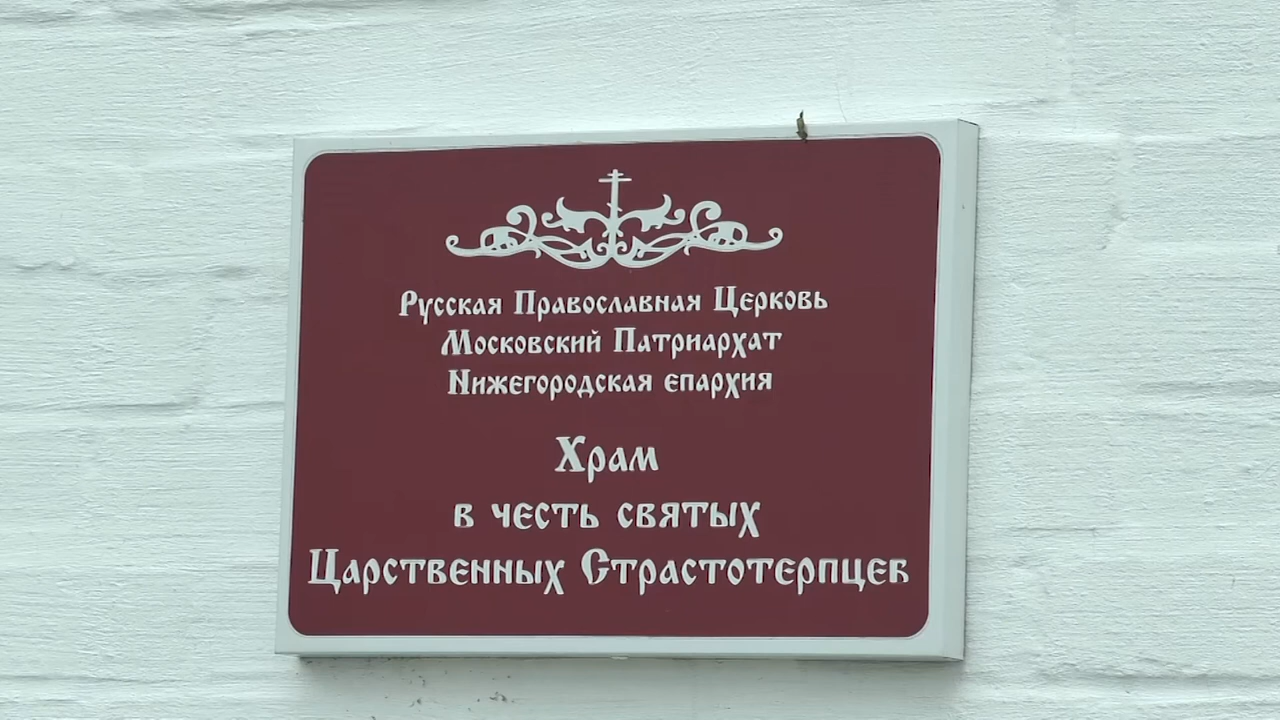 Русская Православная Церковь
Московский Патриархат
Нижегородская епархия
Храм
в честь святых
Царственных Страстотерпцев